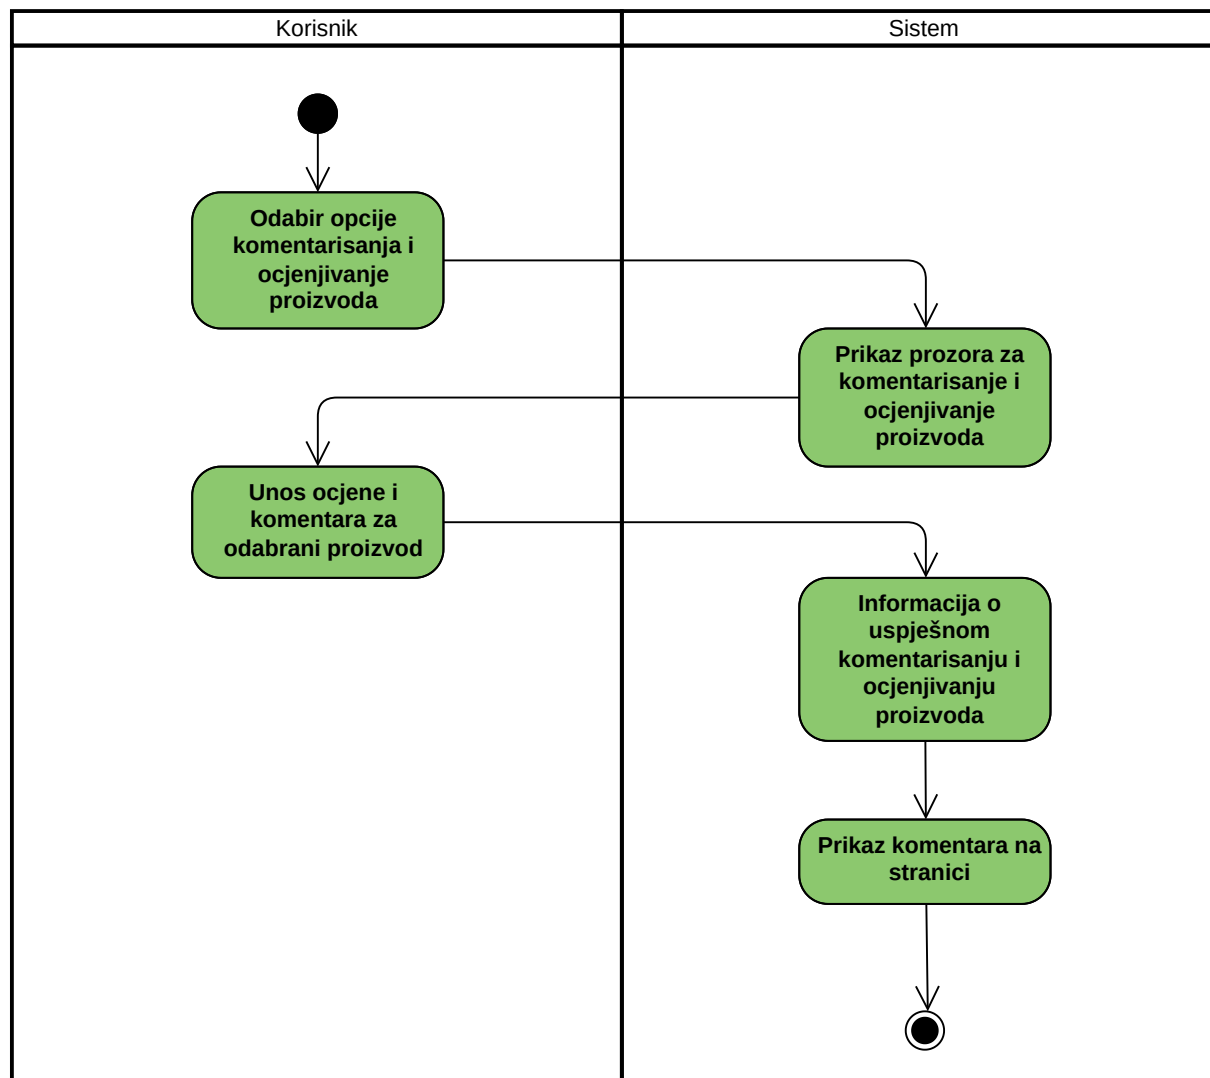 Korisnik
Sistem
Odabir opcije
komentarisanja i
ocjenjivanje
proizvoda
Prikaz prozora za
komentarisanje i
ocjenjivanje
proizvoda
Unos ocjene i
komentara za
odabrani proizvod
Informacija o
uspješnom
komentarisanju i
ocjenjivanju
proizvoda
Prikaz komentara na
stranici